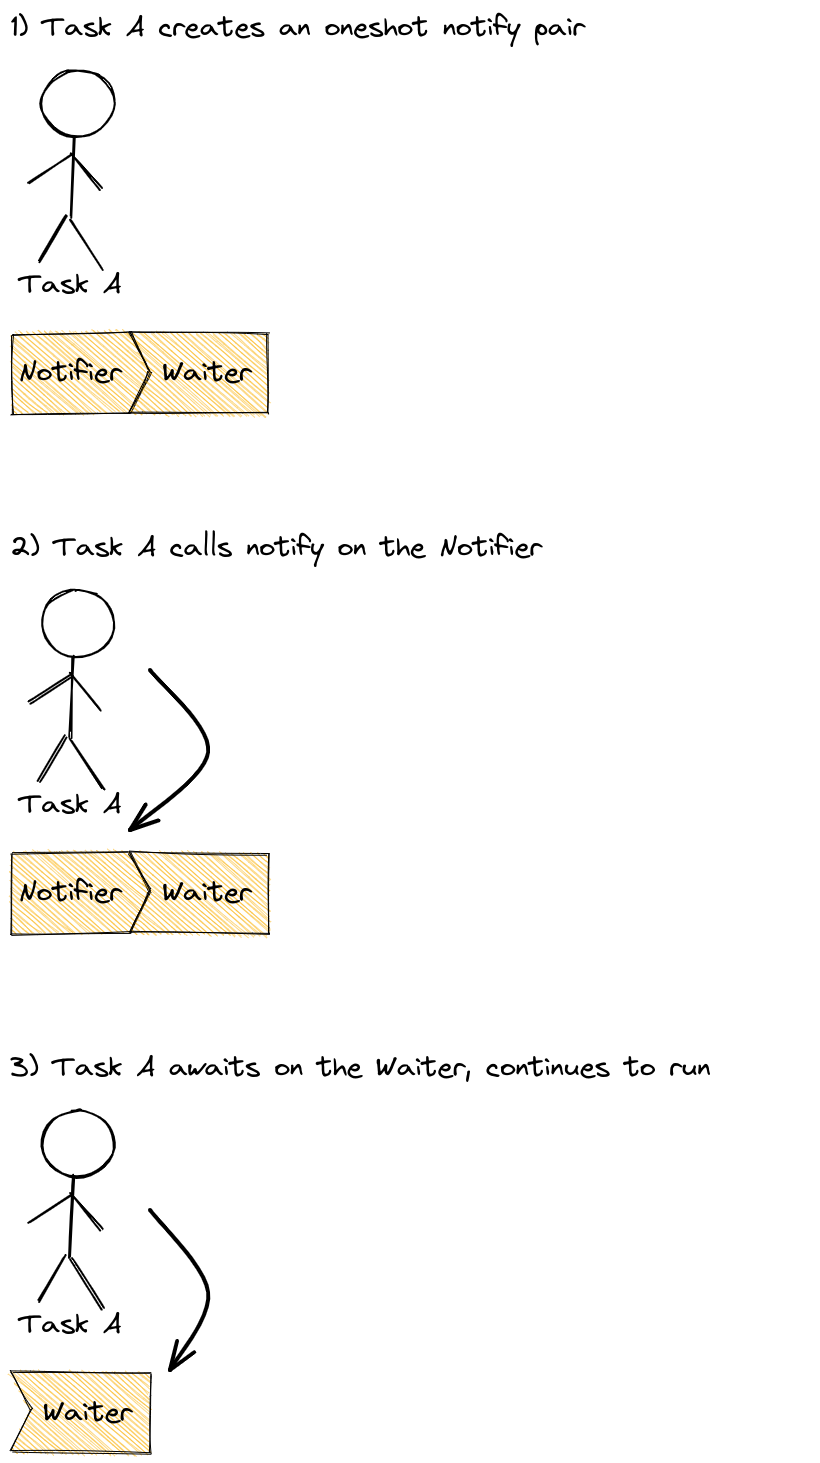 1) Task A creates an oneshot notify pair
Task A
Notifier Waiter
2) Task A calls notify on the Notifier
Task A
Notifier Waiter
3) Task A awaits on the Waiter, continues to run
Task A
Waiter